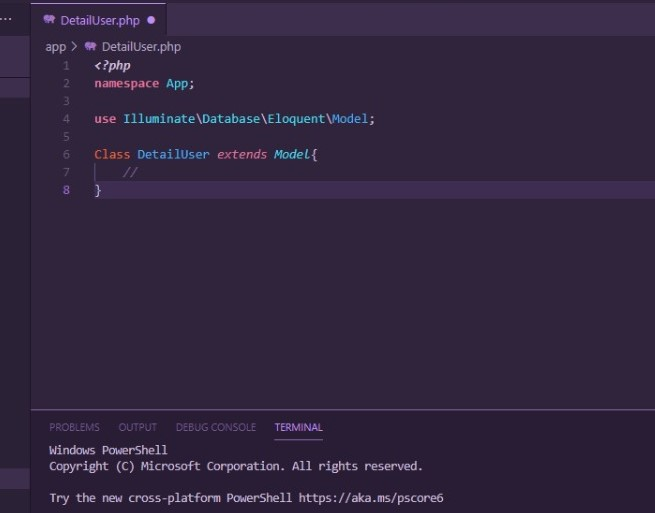 ...
DetailUser.php
app > DetailUser.php
1 <?php
2 namespace App;
3
4 use Illuminate\Database\Eloquent\Model;
5
6 Class DetailUser extends Model{
7 //
8 }
PROBLEMS OUTPUT DEBUG CONSOLE TERMINAL
Windows PowerShell
Copyright (C) Microsoft Corporation. All rights reserved.
Try the new cross-platform PowerShell https://aka.ms/pscore6